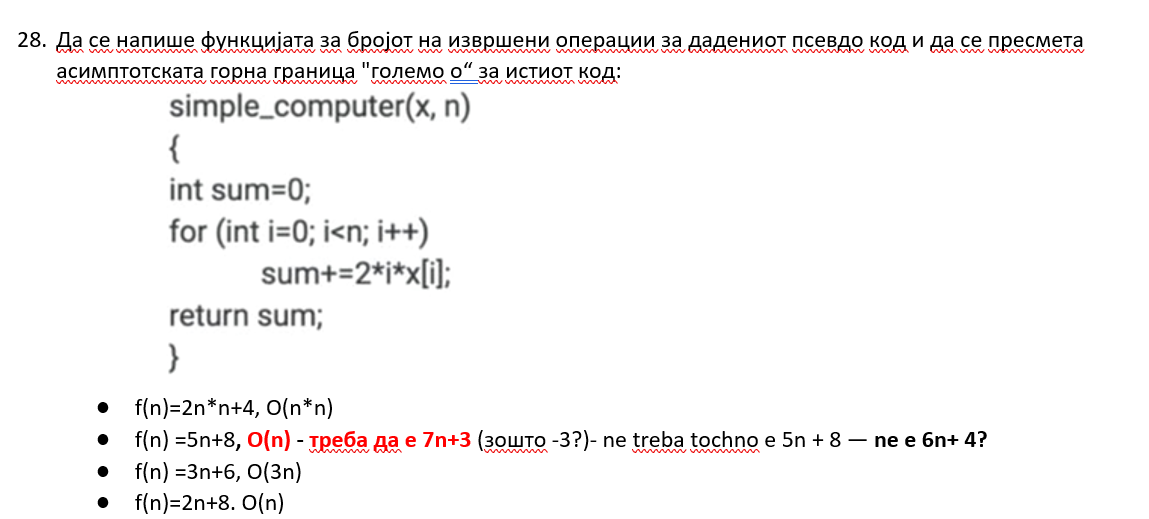 28. Да се напише функцијата за бројот на извршени операции за дадениот псевдо код и да се пресмета
асимптотската горна граница "големо о“ за истиот код:
simple_computer(x, n)
{
int sum=0;
for (int i=0; i<n; i++)
sum+=2*i*x[i];
return sum;
}
● f(n)=2n*n+4, O(n*n)
● f(n) =5n+8, O(n) - треба да е 7n+3 (зошто -3?)- ne treba tochno e 5n + 8 — ne e 6n+ 4?
● f(n) =3n+6, O(3n)
● f(n)=2n+8. O(n)